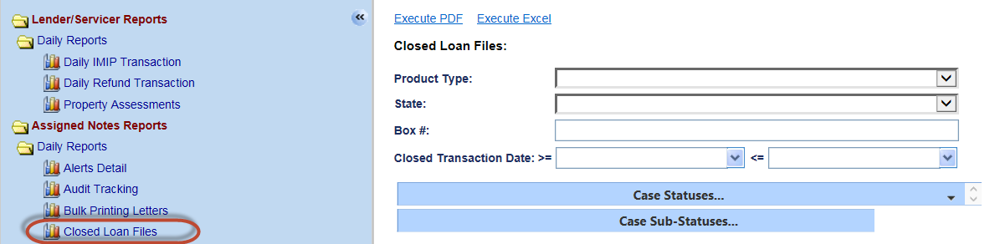 Lender/Servicer Reports
Daily Reports
Daily IMIP Transaction
Daily Refund Transaction
Property Assessments
Assigned Notes Reports
Daily Reports
Alerts Detail
Audit Tracking
Bulk Printing Letters
Closed Loan Files
Execute PDF Execute Excel
Closed Loan Files:
Product Type:
State:
Box #:
Closed Transaction Date: >= <=
Case Statuses...
Case Sub-Statuses...